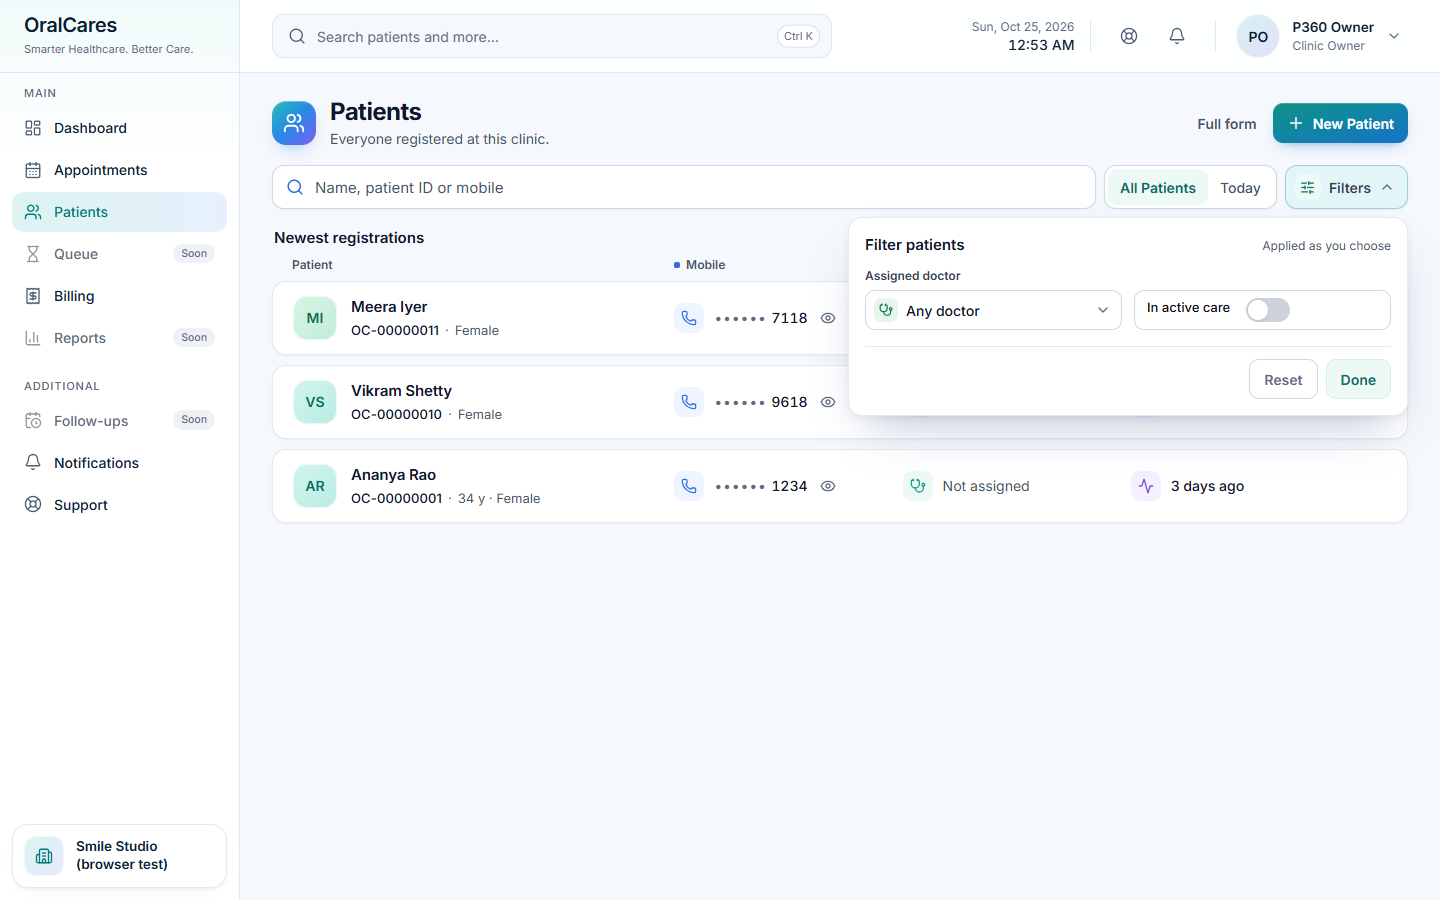 OralCares
Smarter Healthcare. Better Care.
MAIN
Dashboard
Appointments
Patients
Queue Soon
Billing
Reports Soon
ADDITIONAL
Follow-ups Soon
Notifications
Support
Smile Studio
(browser test)
Search patients and more... Ctrl K
Sun, Oct 25, 2026
12:53 AM
PO
P360 Owner
Clinic Owner
Patients
Everyone registered at this clinic.
Full form
+ New Patient
Name, patient ID or mobile
All Patients Today
Filters
Newest registrations
Patient Mobile
MI
Meera Iyer
OC-00000011 · Female
•••••• 7118
VS
Vikram Shetty
OC-00000010 · Female
•••••• 9618
AR
Ananya Rao
OC-00000001 · 34 y · Female
•••••• 1234
Not assigned
3 days ago
Filter patients
Applied as you choose
Assigned doctor
Any doctor
In active care
Reset
Done